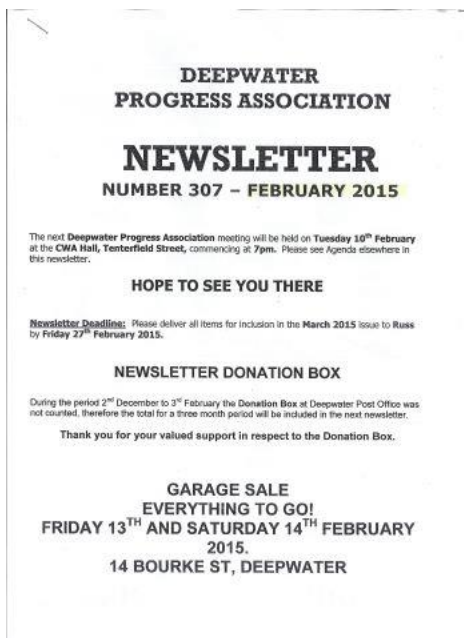 DEEPWATER
PROGRESS ASSOCIATION
NEWSLETTER
NUMBER 307 – FEBRUARY 2015
The next Deepwater Progress Association meeting will be held on Tuesday 10th February
at the CWA Hall, Tenterfield Street, commencing at 7pm. Please see Agenda elsewhere in
this newsletter.
HOPE TO SEE YOU THERE
Newsletter Deadline: Please deliver all items for inclusion in the March 2015 issue to Russ
by Friday 27th February 2015.
NEWSLETTER DONATION BOX
During the period 2nd December to 3rd February the Donation Box at Deepwater Post Office was
not counted, therefore the total for a three month period will be included in the next newsletter.
Thank you for your valued support in respect to the Donation Box.
GARAGE SALE
EVERYTHING TO GO!
FRIDAY 13TH AND SATURDAY 14TH FEBRUARY
2015.
14 BOURKE ST, DEEPWATER